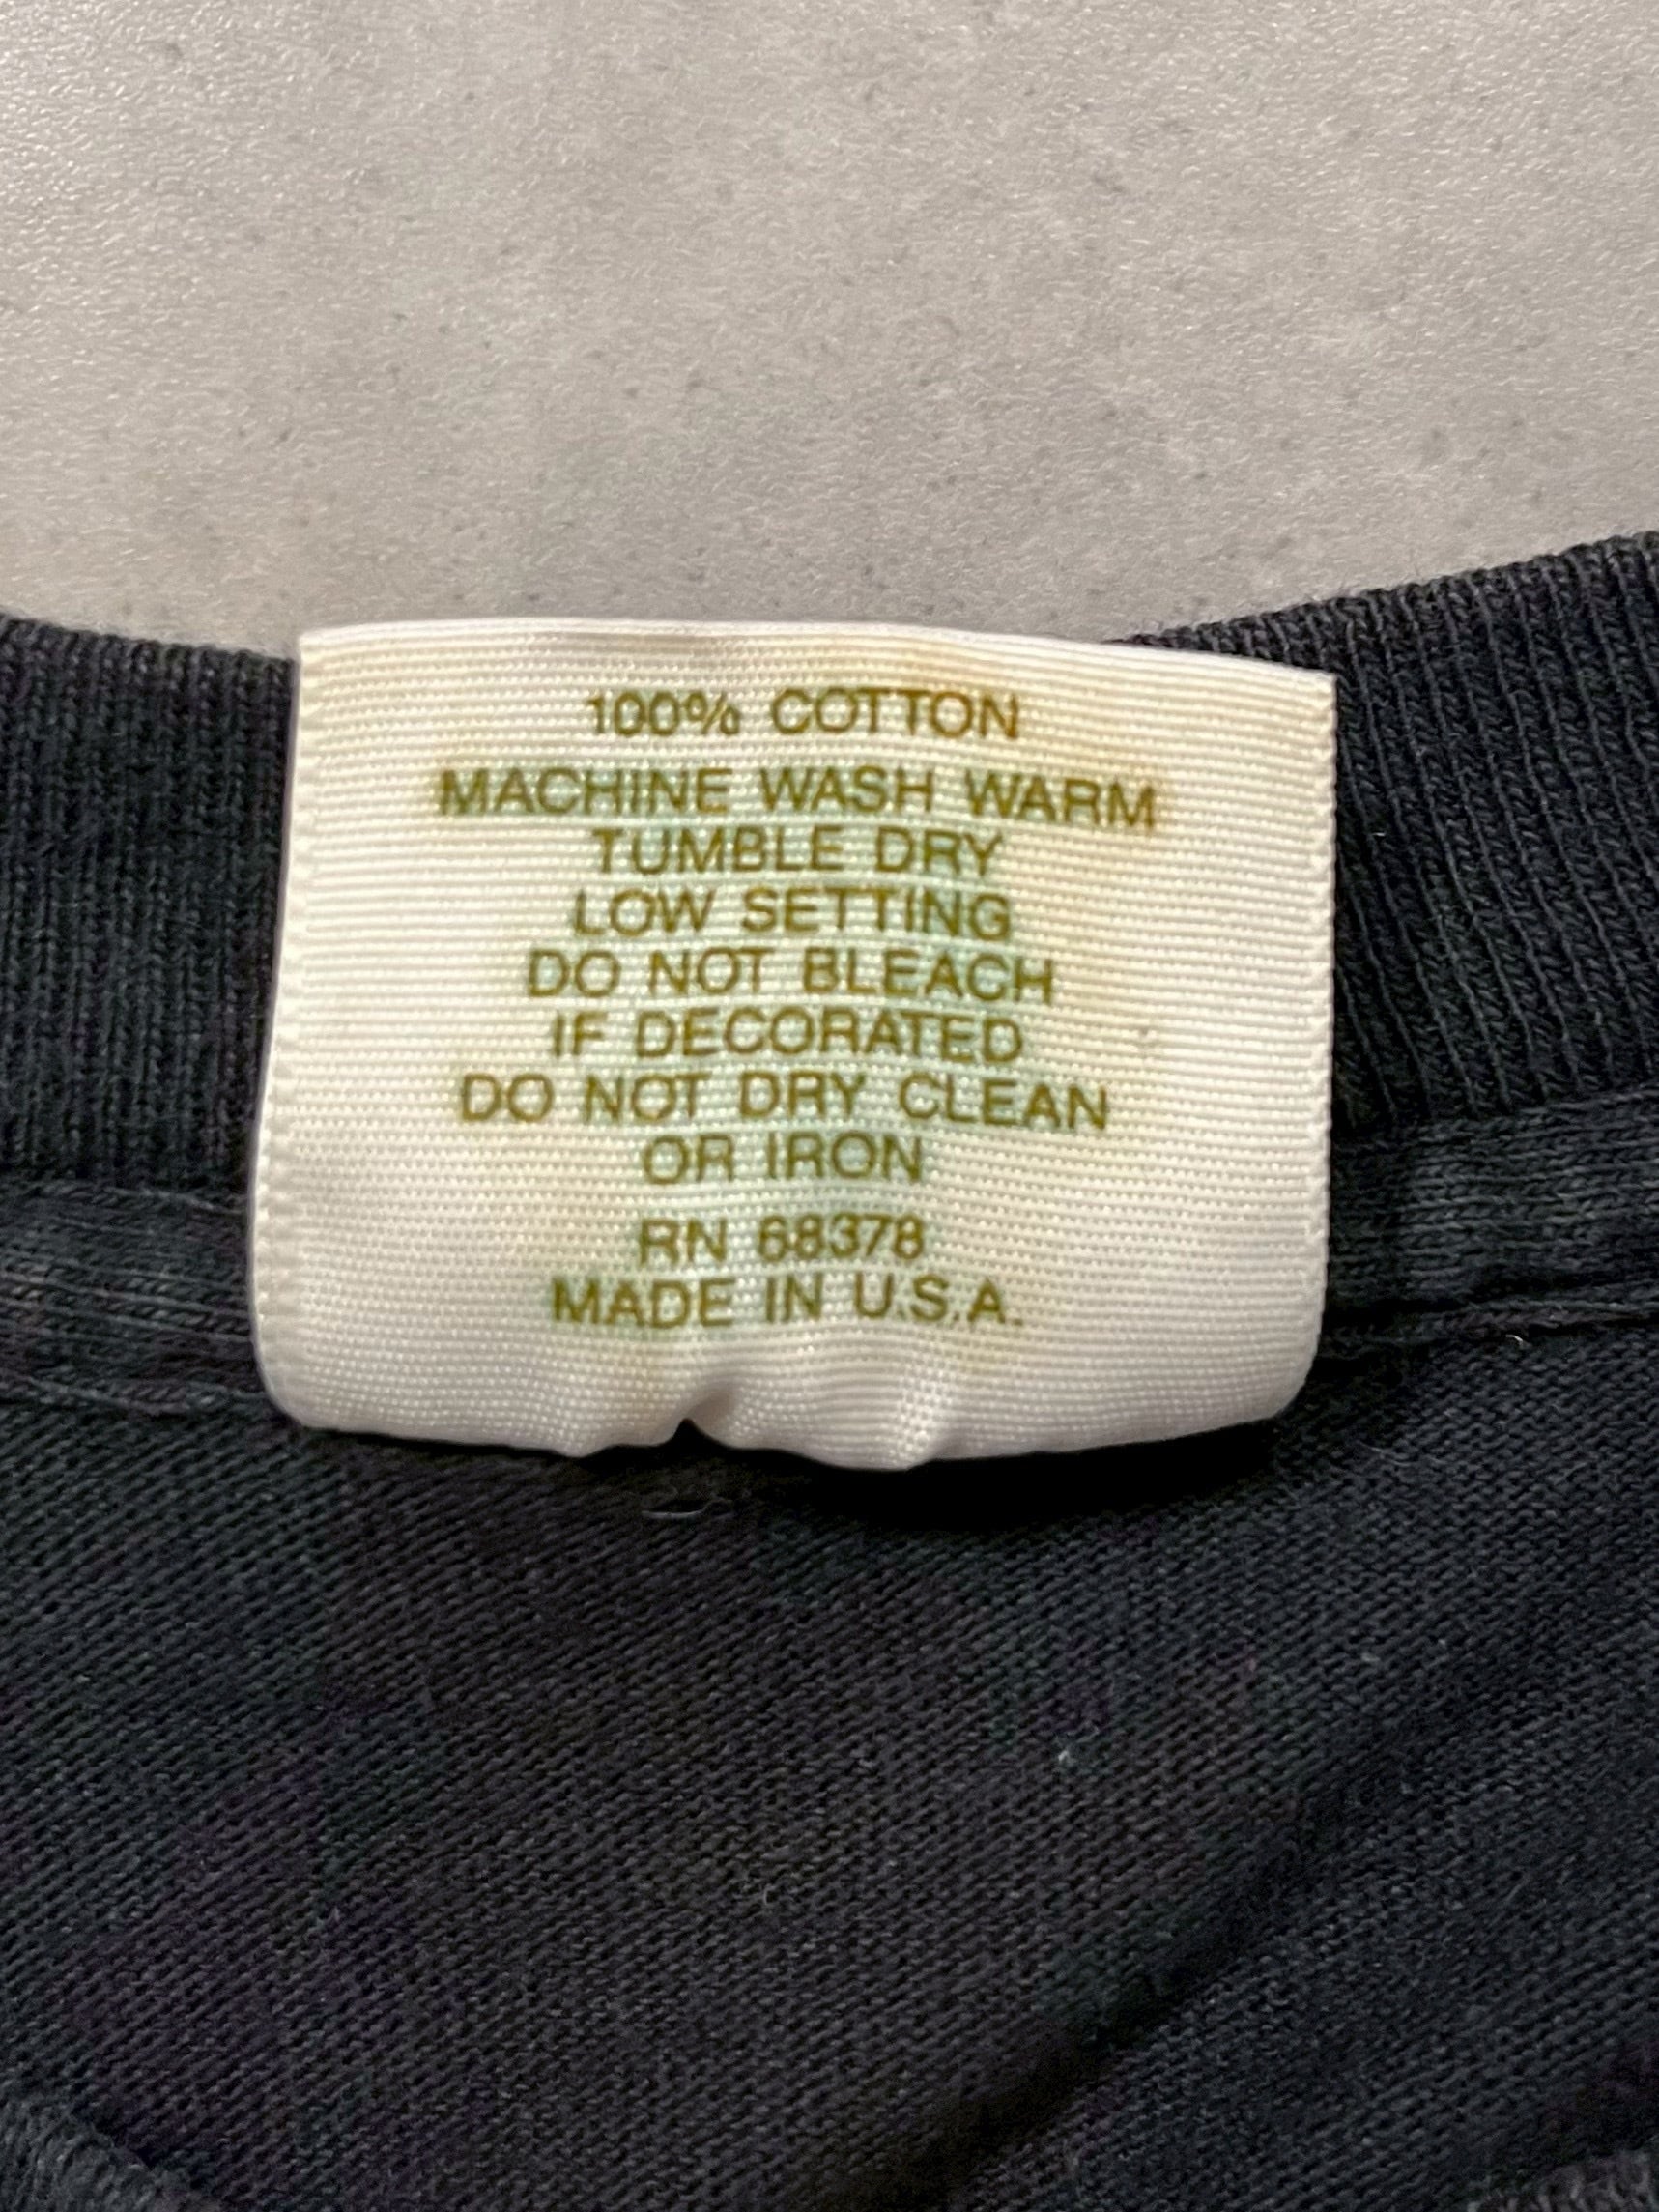 100% COTTON
MACHINE WASH WARM
TUMBLE DRY
LOW SETTING
DO NOT BLEACH
IF DECORATED
DO NOT DRY CLEAN
OR IRON
RN 68378
MADE IN U.S.A.